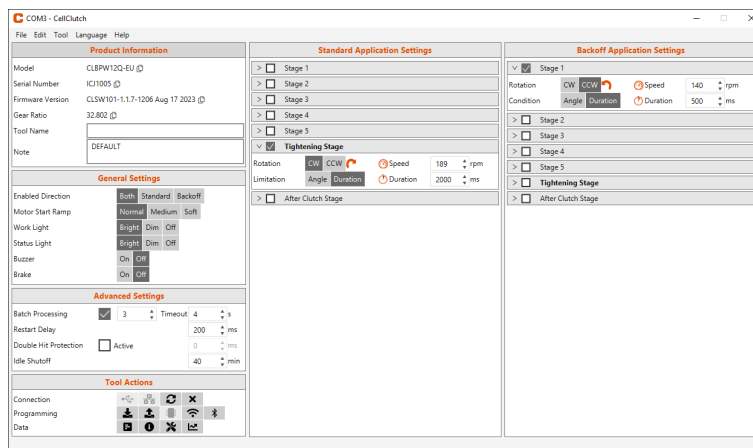 COM3 - CellClutch
File Edit Tool Language Help
Product Information
Model CLBPW12Q-EU
Serial Number ICJ1005
Firmware Version CLSW101-1.1.7-1206 Aug 17 2023
Gear Ratio 32.802
Tool Name
Note DEFAULT
General Settings
Enabled Direction Both Standard Backoff
Motor Start Ramp Normal Medium Soft
Work Light Bright Dim Off
Status Light Bright Dim Off
Buzzer On Off
Brake On Off
Advanced Settings
Batch Processing 3 Timeout 4 s
Restart Delay 200 ms
Double Hit Protection Active 0 ms
Idle Shutoff 40 min
Tool Actions
Connection
Programming
Data
Standard Application Settings
Stage 1
Stage 2
Stage 3
Stage 4
Stage 5
Tightening Stage
Rotation CW CCW Speed 189 rpm
Limitation Angle Duration Duration 2000 ms
After Clutch Stage
Backoff Application Settings
Stage 1
Rotation CW CCW Speed 140 rpm
Condition Angle Duration Duration 500 ms
Stage 2
Stage 3
Stage 4
Stage 5
Tightening Stage
After Clutch Stage